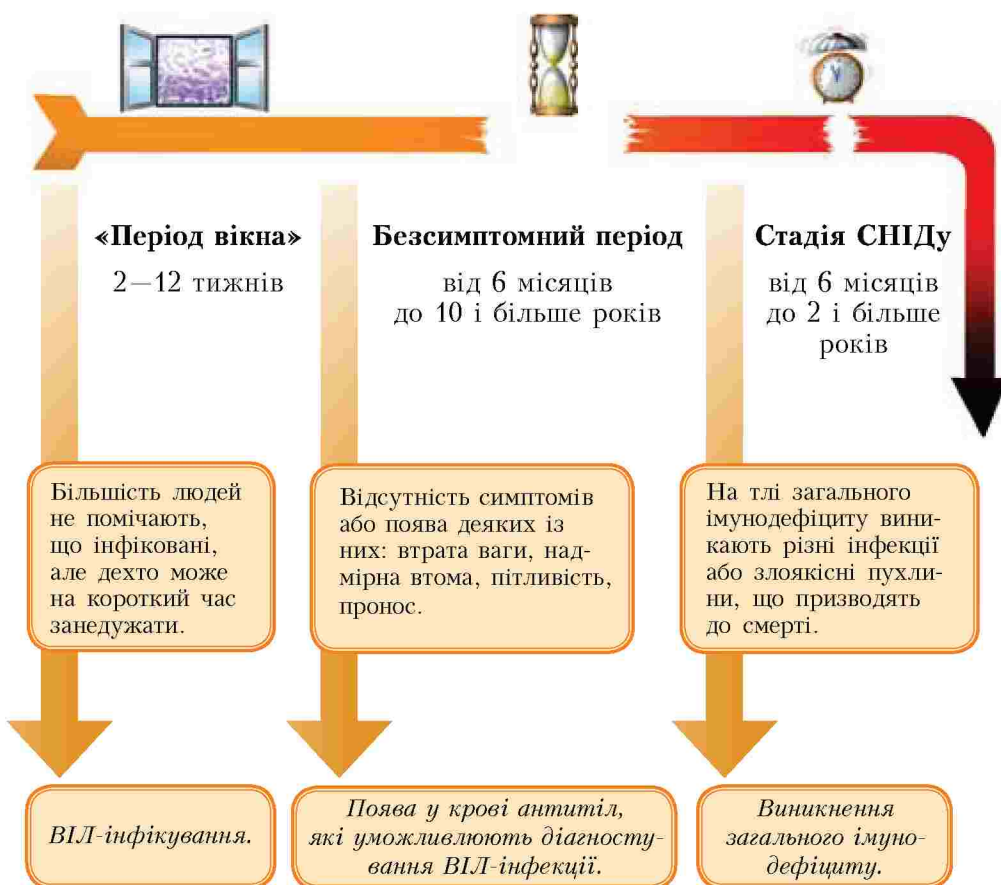 «Період вікна»
2—12 тижнів
Безсимптомний період
від 6 місяців
до 10 і більше років
Стадія СНІДу
від 6 місяців
до 2 і більше
років
Більшість людей
не помічають,
що інфіковані,
але дехто може
на короткий час
занедужати.
Відсутність симптомів
або поява деяких із
них: втрата ваги, над-
мірна втома, пітливість,
пронос.
На тлі загального
імунодефіциту вини-
кають різні інфекції
або злоякісні пухли-
ни, що призводять
до смерті.
ВІЛ-інфікування.
Поява у крові антитіл,
які уможливлюють діагносту-
вання ВІЛ-інфекції.
Виникнення
загального імуно-
дефіциту.